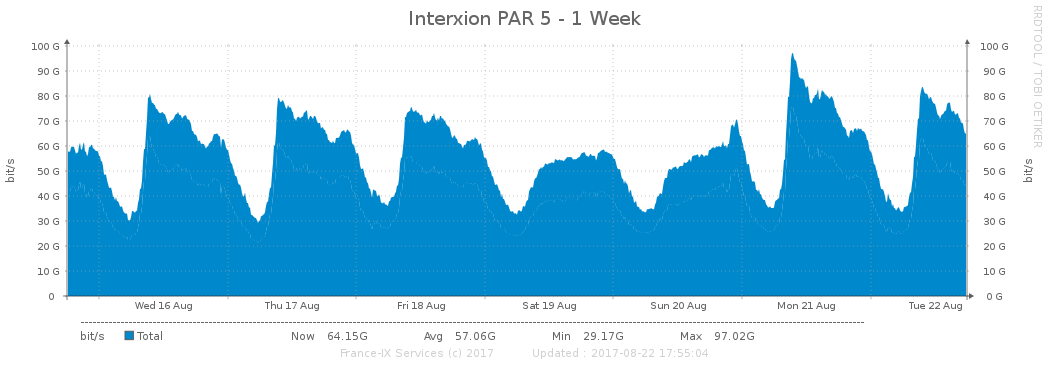 Interxion PAR 5 - 1 Week
RRDTOOL / TOBI OETIKER
bit/s
100 G
90 G
80 G
70 G
60 G
50 G
40 G
30 G
20 G
10 G
0
100 G
90 G
80 G
70 G
60 G
50 G
40 G
30 G
20 G
10 G
0 G
bit/s
Wed 16 Aug Thu 17 Aug Fri 18 Aug Sat 19 Aug Sun 20 Aug Mon 21 Aug Tue 22 Aug
bit/s Total Now 64.15G Avg 57.06G Min 29.17G Max 97.02G
France-IX Services (c) 2017 Updated : 2017-08-22 17:55:04